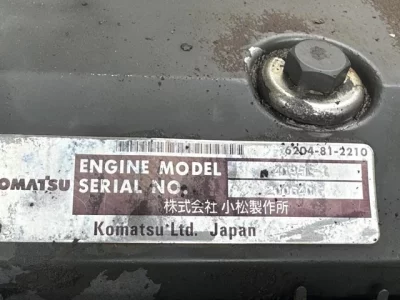 6204-81-2210
KOMATSU
ENGINE MODEL
SERIAL NO.
株式会社 小松製作所
Komatsu Ltd. Japan